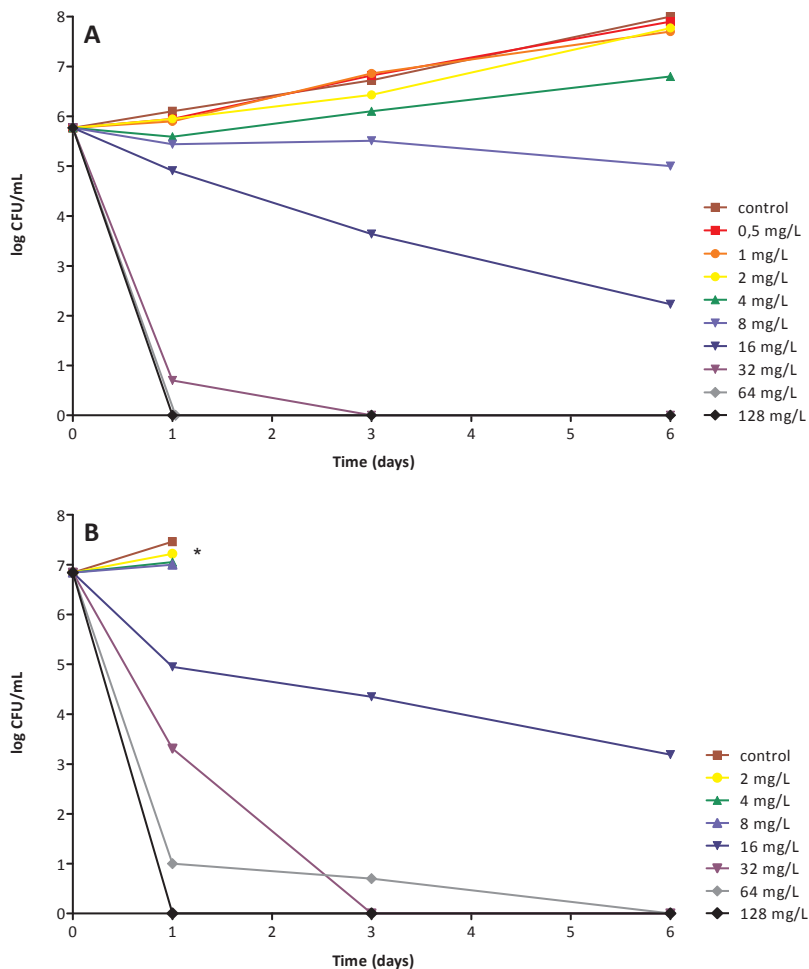 A
8
7
6
5
4
3
2
1
0
log CFU/mL
0 1 2 3 4 5 6
Time (days)
control
0,5 mg/L
1 mg/L
2 mg/L
4 mg/L
8 mg/L
16 mg/L
32 mg/L
64 mg/L
128 mg/L
B
*
8
7
6
5
4
3
2
1
0
log CFU/mL
0 1 2 3 4 5 6
Time (days)
control
2 mg/L
4 mg/L
8 mg/L
16 mg/L
32 mg/L
64 mg/L
128 mg/L